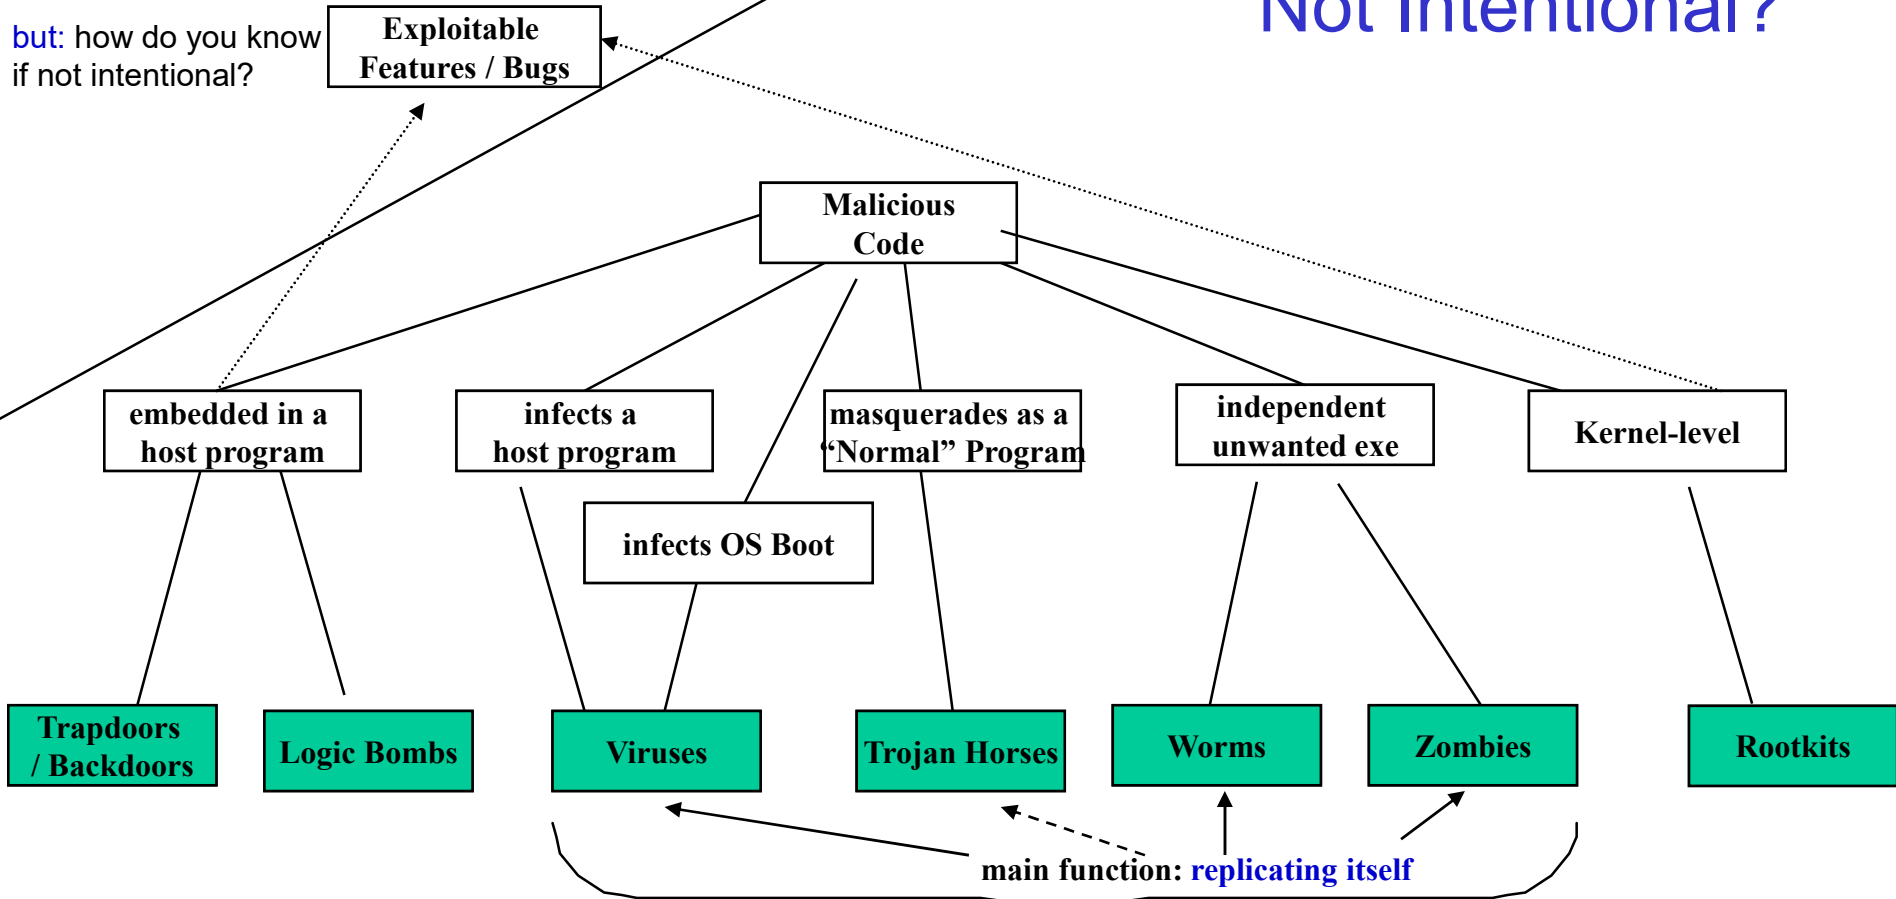 Not Intentional?
but: how do you know
if not intentional?
Exploitable
Features / Bugs
Malicious
Code
embedded in a
host program
infects a
host program
masquerades as a
“Normal” Program
independent
unwanted exe
Kernel-level
infects OS Boot
Trapdoors
/ Backdoors
Logic Bombs
Viruses
Trojan Horses
Worms
Zombies
Rootkits
main function: replicating itself